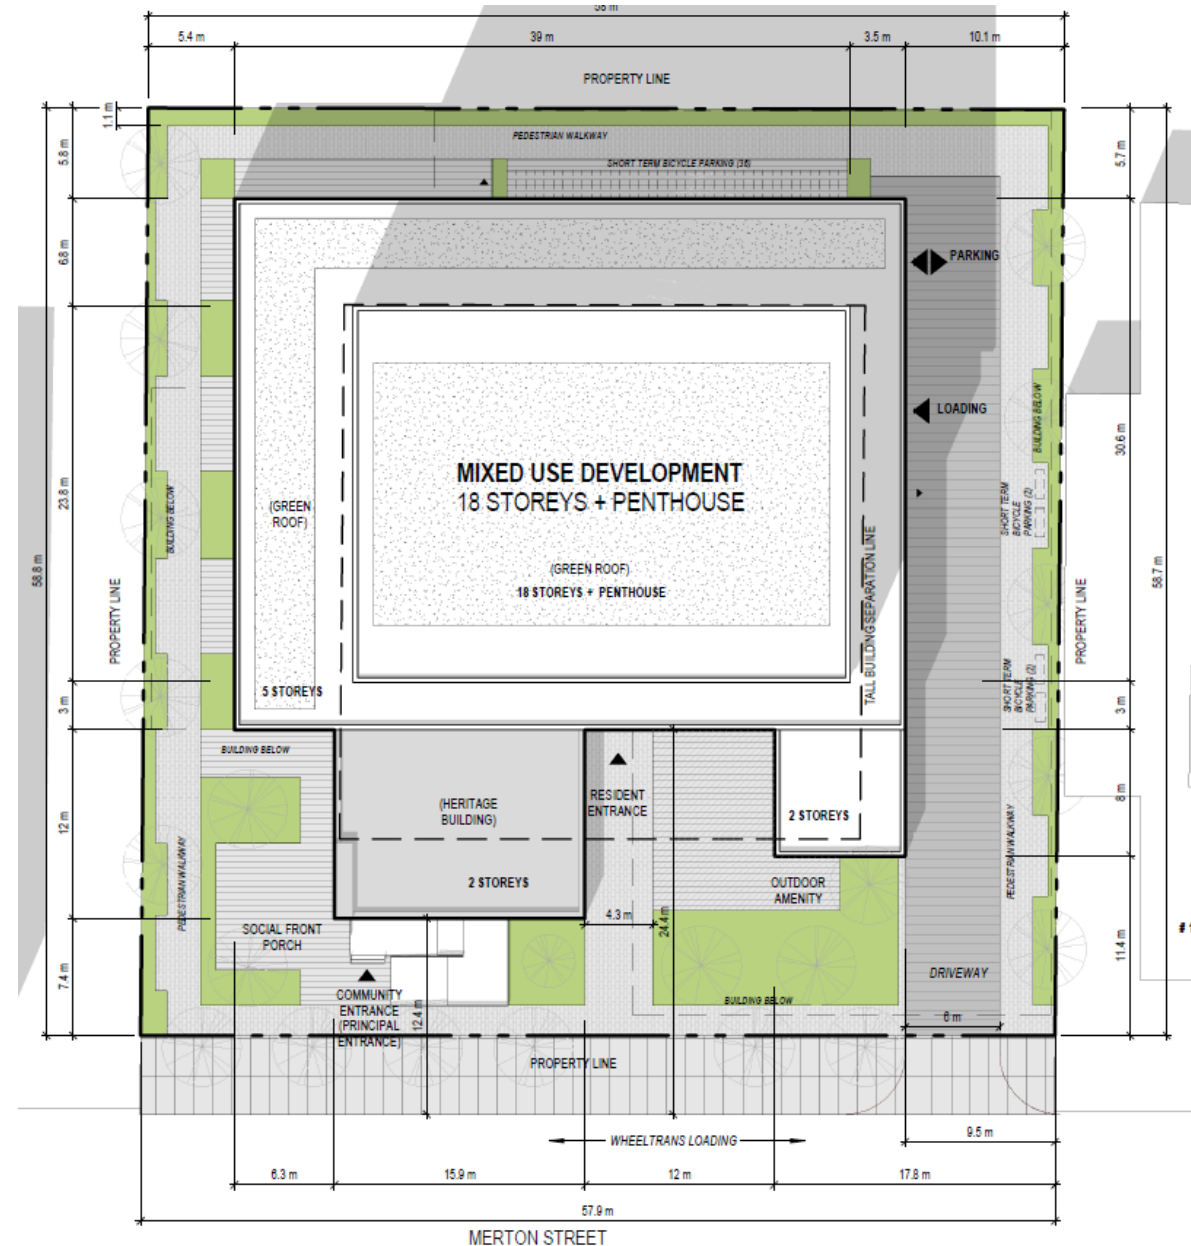 58 m
5.4 m
39 m
3.5 m
10.1 m
PROPERTY LINE
1.1 m
5.8 m
PEDESTRIAN WALKWAY
SHORT TERM BICYCLE PARKING (36)
5.7 m
6.8 m
PARKING
LOADING
BUILDING BELOW
30.6 m
MIXED USE DEVELOPMENT
18 STOREYS + PENTHOUSE
(GREEN
ROOF)
23.8 m
BUILDING BELOW
SHORT TERM
BICYCLE
PARKING (2)
(GREEN ROOF)
18 STOREYS + PENTHOUSE
TALL BUILDING SEPARATION LINE
58.8 m
58.7 m
PROPERTY LINE
PROPERTY LINE
5 STOREYS
3 m
SHORT TERM
BICYCLE
PARKING (2)
3 m
BUILDING BELOW
(HERITAGE
BUILDING)
RESIDENT
ENTRANCE
2 STOREYS
12 m
8 m
PEDESTRIAN WALKWAY
PEDESTRIAN WALKWAY
2 STOREYS
OUTDOOR
AMENITY
4.3 m
24.4 m
SOCIAL FRONT
PORCH
11.4 m
7.4 m
DRIVEWAY
COMMUNITY
ENTRANCE
(PRINCIPAL
ENTRANCE)
12.4 m
BUILDING BELOW
6 m
PROPERTY LINE
WHEELTRANS LOADING
9.5 m
6.3 m
15.9 m
12 m
17.8 m
57.9 m
MERTON STREET